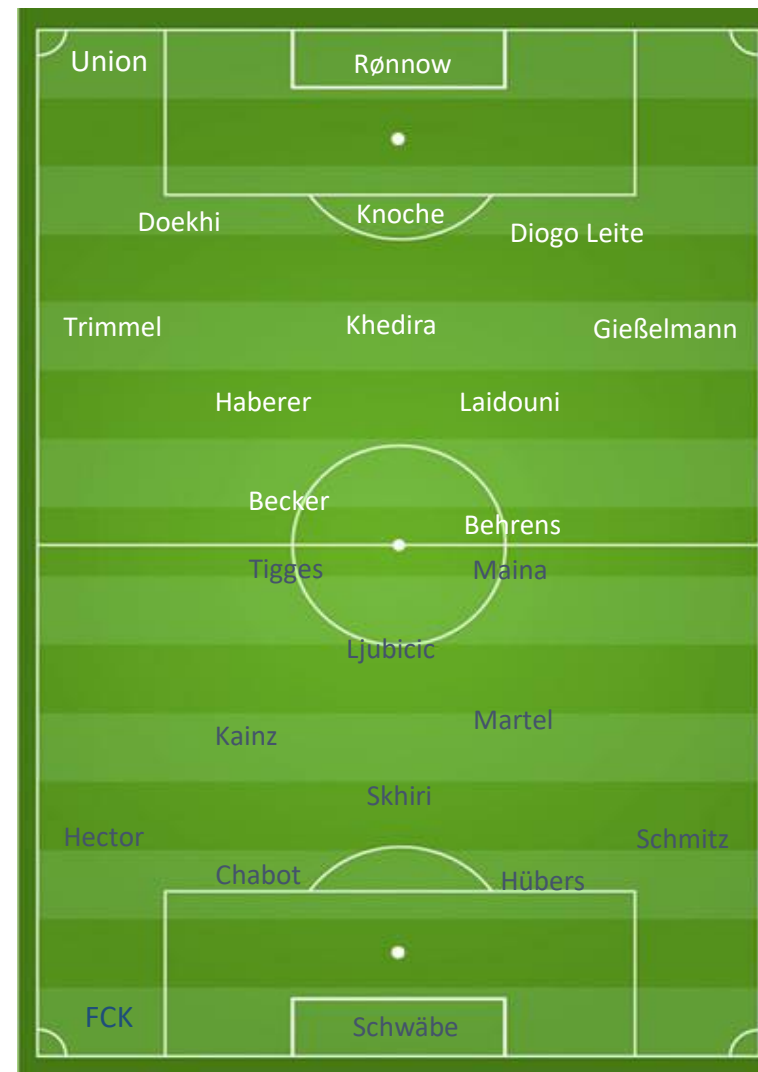 Union
Rønnow
Doekhi
Knoche
Diogo Leite
Trimmel
Khedira
Gießelmann
Haberer
Laidouni
Becker
Behrens
Tigges
Maina
Ljubicic
Kainz
Martel
Skhiri
Hector
Schmitz
Chabot
Hübers
FCK
Schwäbe